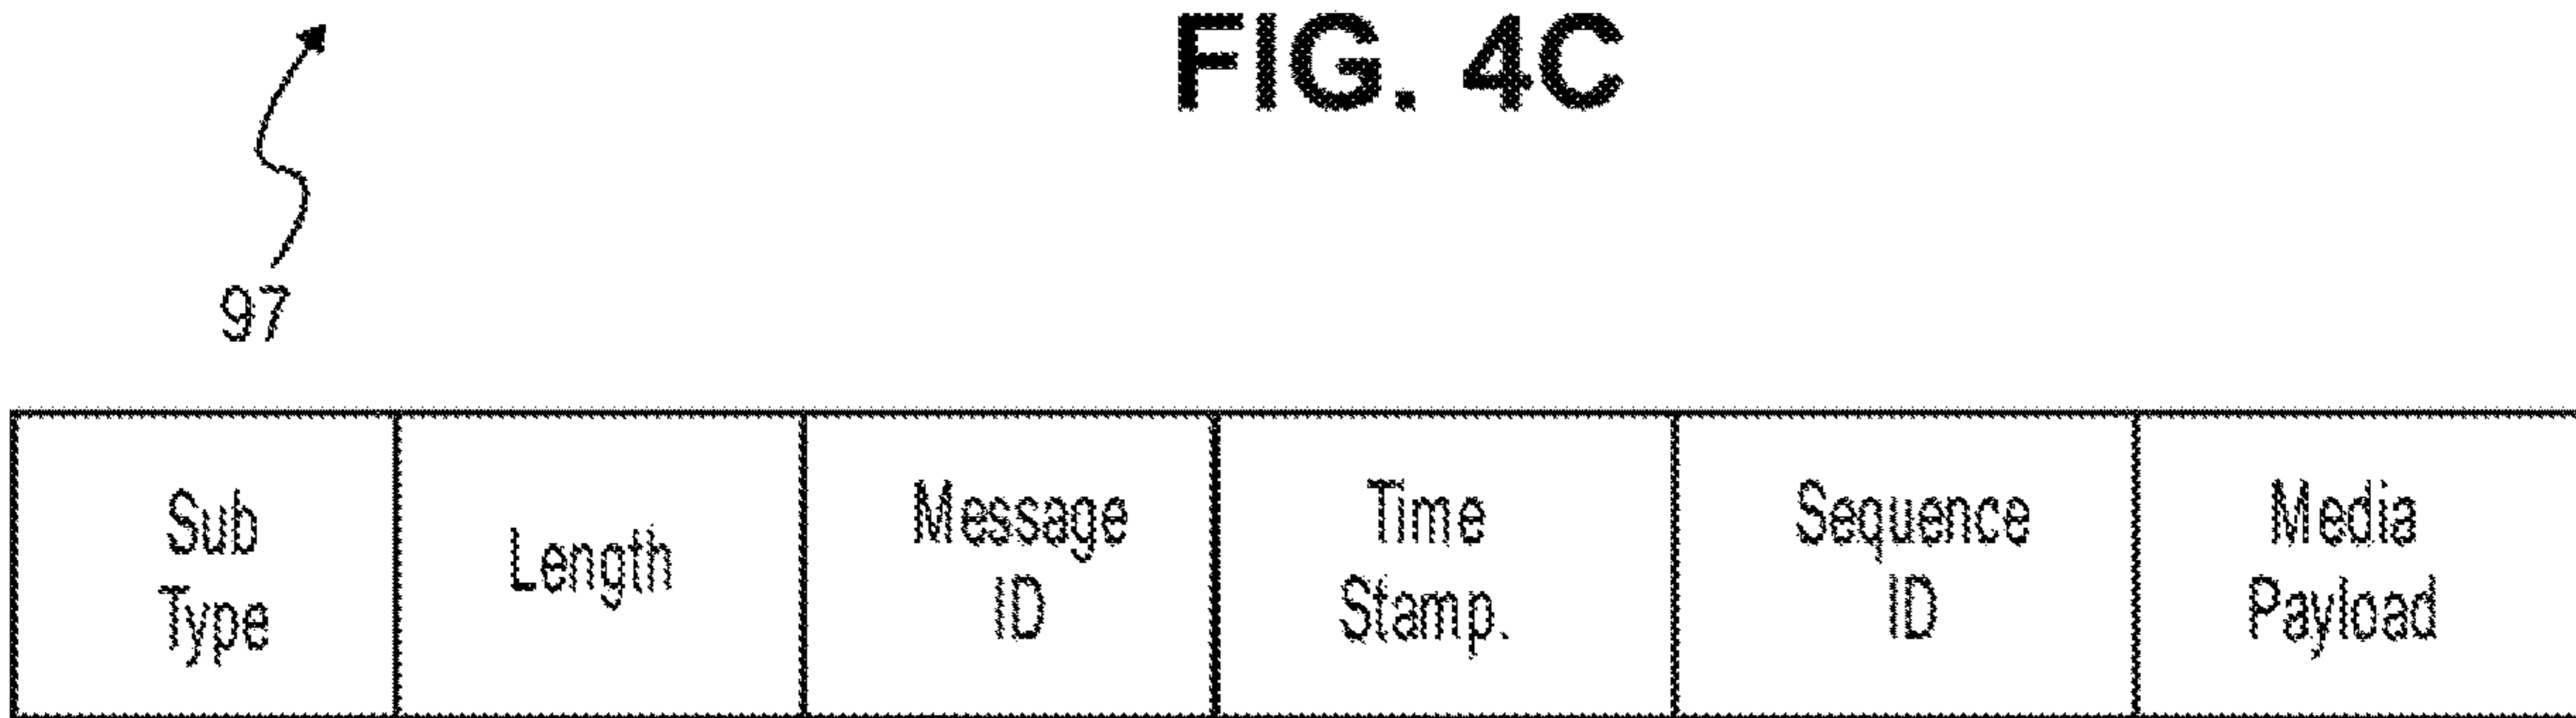 FIG. 4C
97
Sub
Type
Length
Message
ID
Time
Stamp.
Sequence
ID
Media
Payload